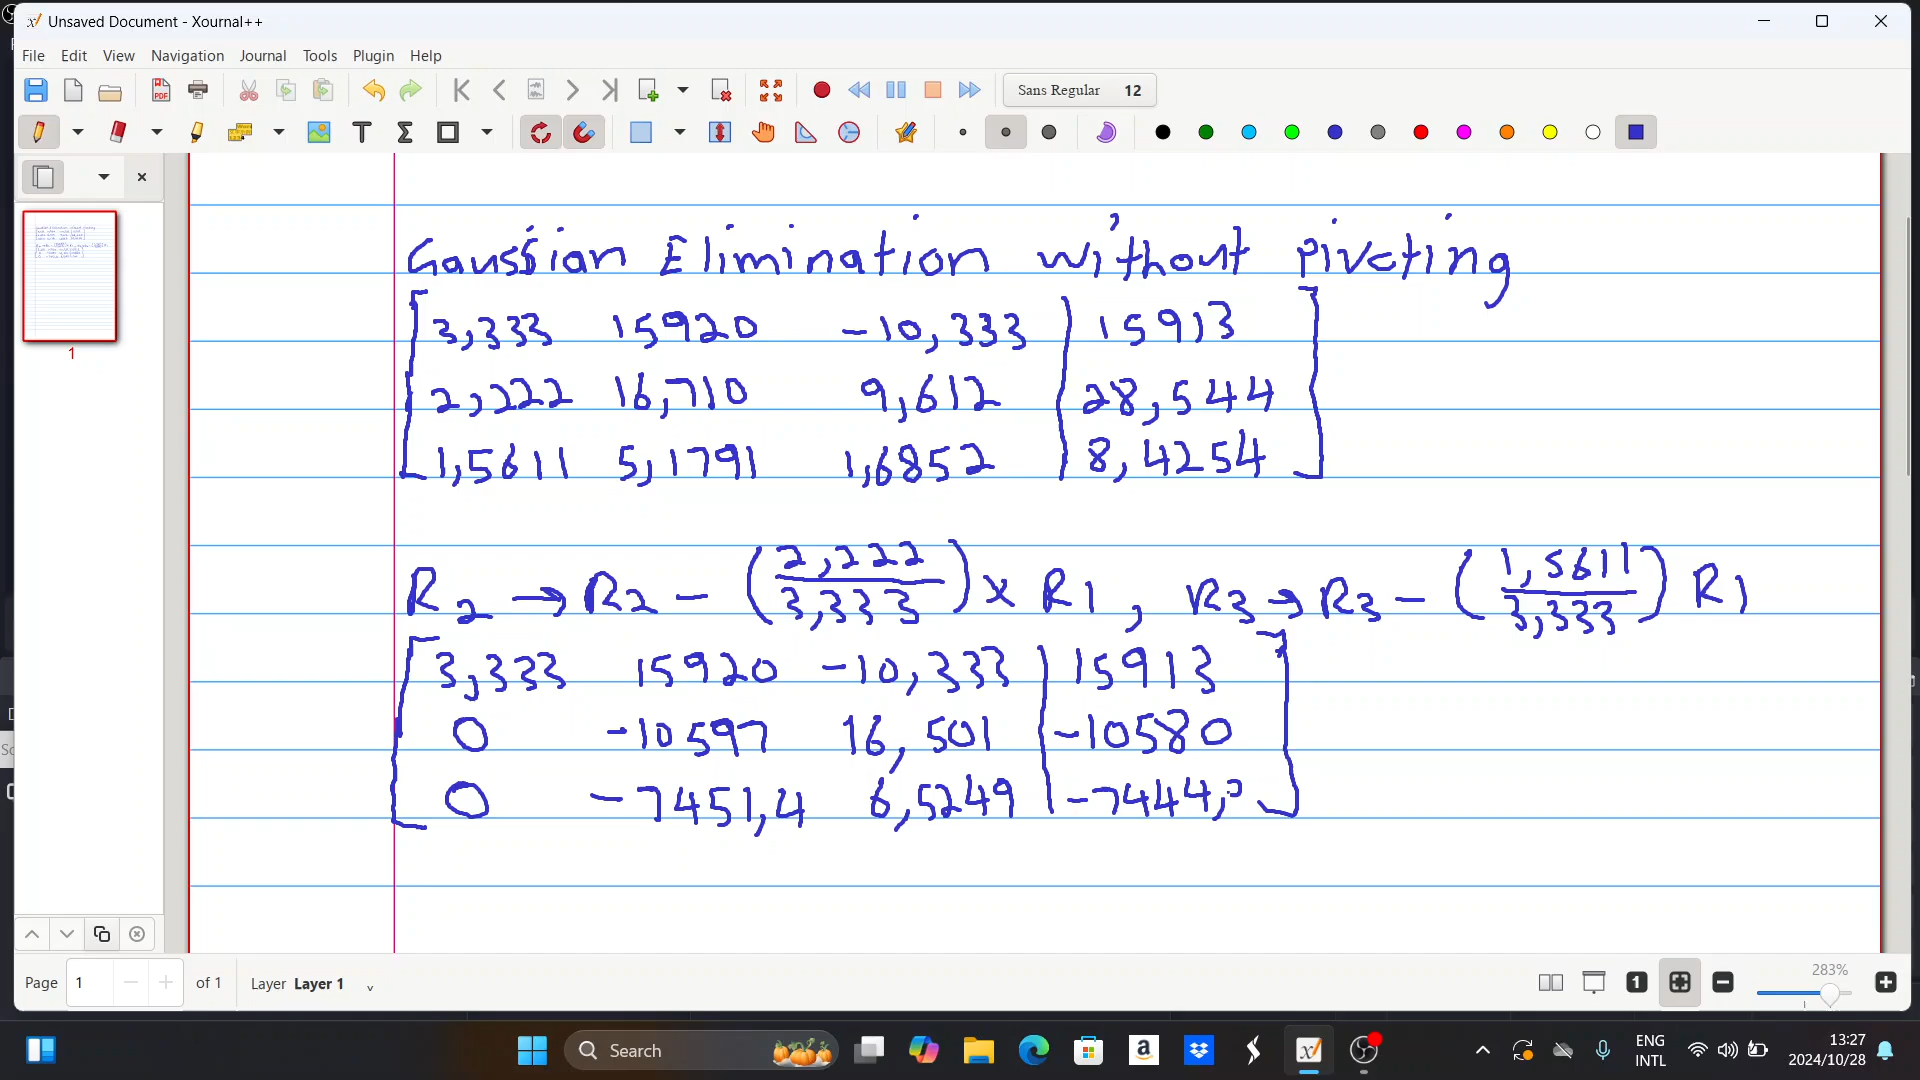 Unsaved Document - Xournal++
File Edit View Navigation Journal Tools Plugin Help
PDF
Sans Regular 12
Gaussian Elimination without Pivoting
3,333 15920 -10,333 | 15913
2,222 16,710 9,612 | 28,544
1,5611 5,1791 1,6852 | 8,4254
R2 → R2 - (2,222/3,333) × R1, R3 → R3 - (1,5611/3,333) R1
3,333 15920 -10,333 | 15913
0 -10597 16,501 | -10580
0 -7451,4 6,5249 | -7444,
1
Page 1 of 1 Layer Layer 1
1
283%
Search
a
ENG
INTL
13:27
2024/10/28